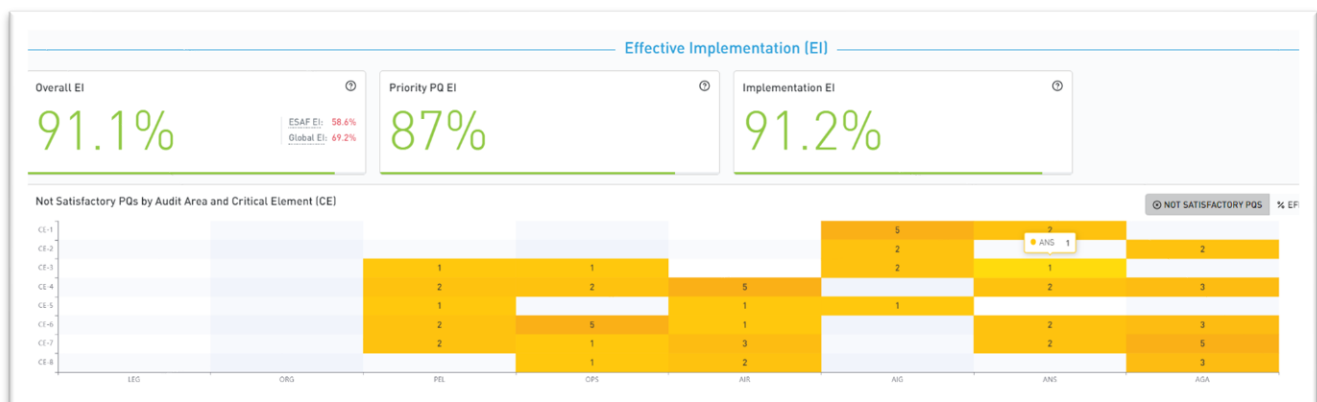 Effective Implementation (EI)
Overall EI
91.1%
ESAF EI: 58.6%
Global EI: 69.2%
Priority PQ EI
87%
Implementation EI
91.2%
Not Satisfactory PQs by Audit Area and Critical Element (CE)
NOT SATISFACTORY PQS % EF
CE-1 5 2
CE-2 2 2
ANS 1
CE-3 1 1 2 1
CE-4 2 2 5 2 3
CE-5 1 1 1
CE-6 2 5 1 2 3
CE-7 2 1 3 2 5
CE-8 1 2 3
LEG ORG PEL OPS AIR AIG ANS AGA